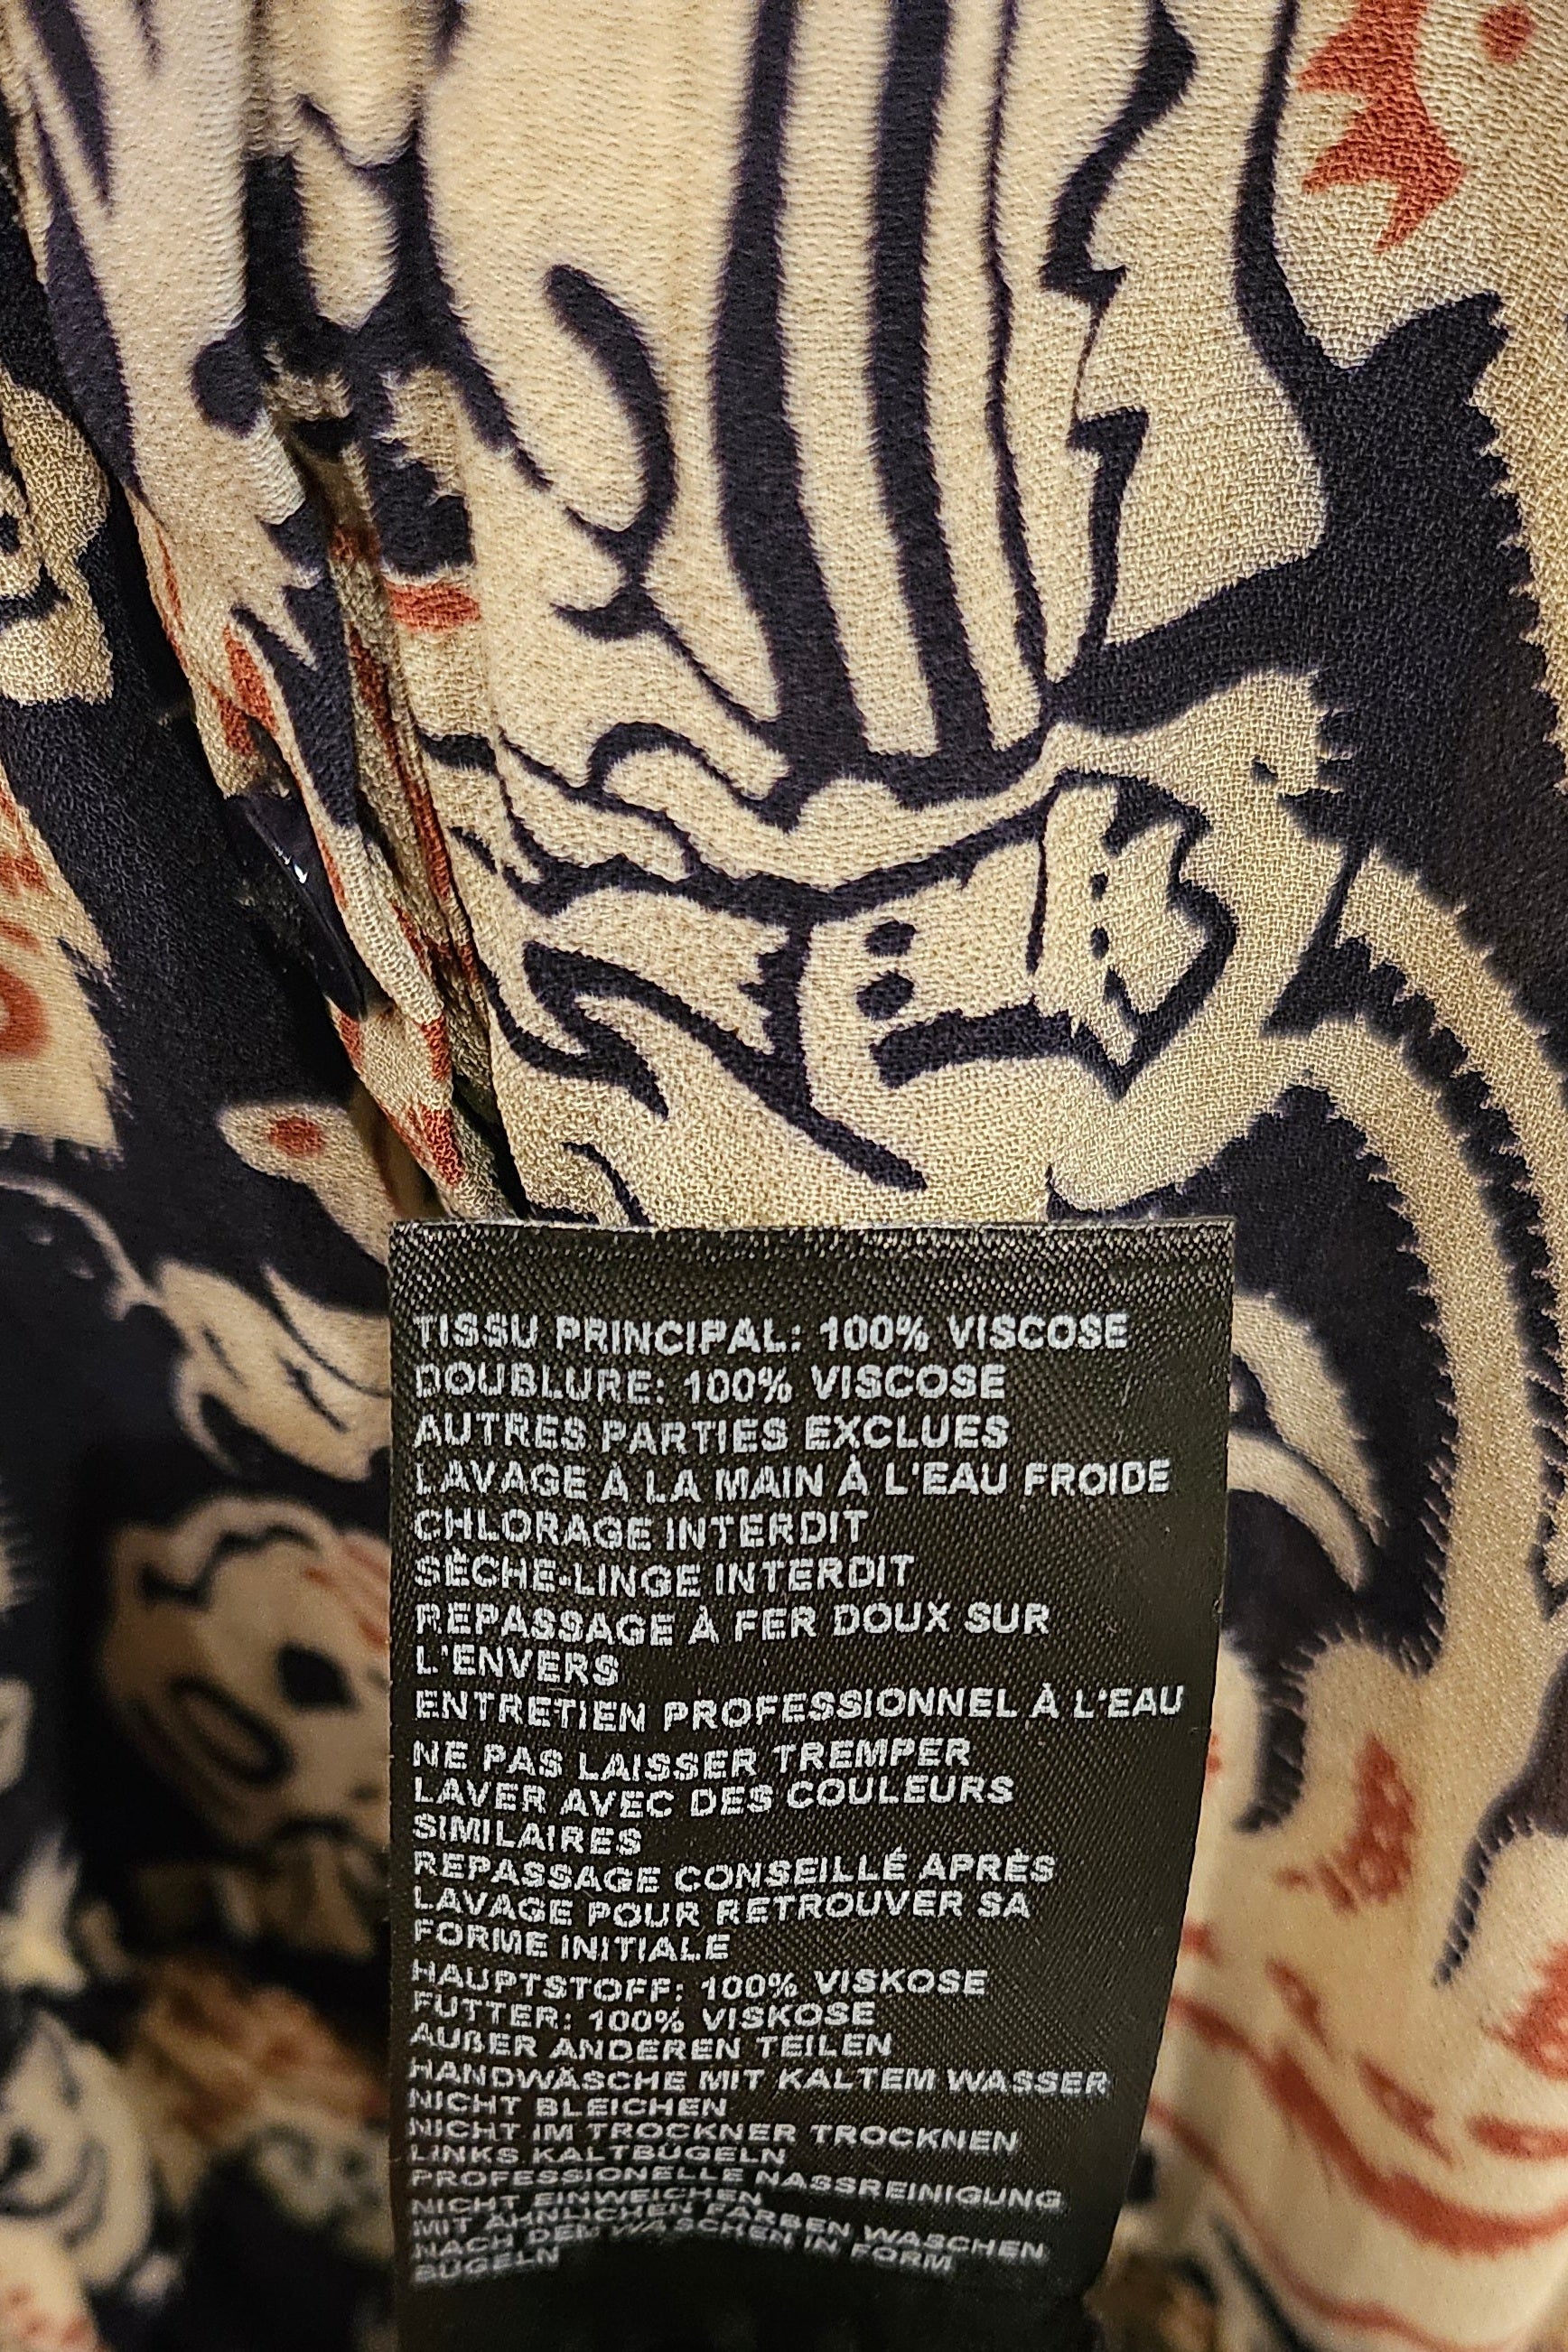 TISSU PRINCIPAL: 100% VISCOSE
DOUBLURE: 100% VISCOSE
AUTRES PARTIES EXCLUES
LAVAGE À LA MAIN À L'EAU FROIDE
CHLORAGE INTERDIT
SÈCHE-LINGE INTERDIT
REPASSAGE À FER DOUX SUR
L'ENVERS
ENTRETIEN PROFESSIONNEL À L'EAU
NE PAS LAISSER TREMPER
LAVER AVEC DES COULEURS
SIMILAIRES
REPASSAGE CONSEILLÉ APRÈS
LAVAGE POUR RETROUVER SA
FORME INITIALE
HAUPTSTOFF: 100% VISKOSE
FUTTER: 100% VISKOSE
AUßER ANDEREN TEILEN
HANDWÄSCHE MIT KALTEM WASSER
NICHT BLEICHEN
NICHT IM TROCKNER TROCKNEN
LINKS KALTBÜGELN
PROFESSIONELLE NASSREINIGUNG
NICHT EINWEICHEN
MIT ÄHNLICHEN FARBEN WASCHEN
NACH DEM WASCHEN IN FORM
BÜGELN